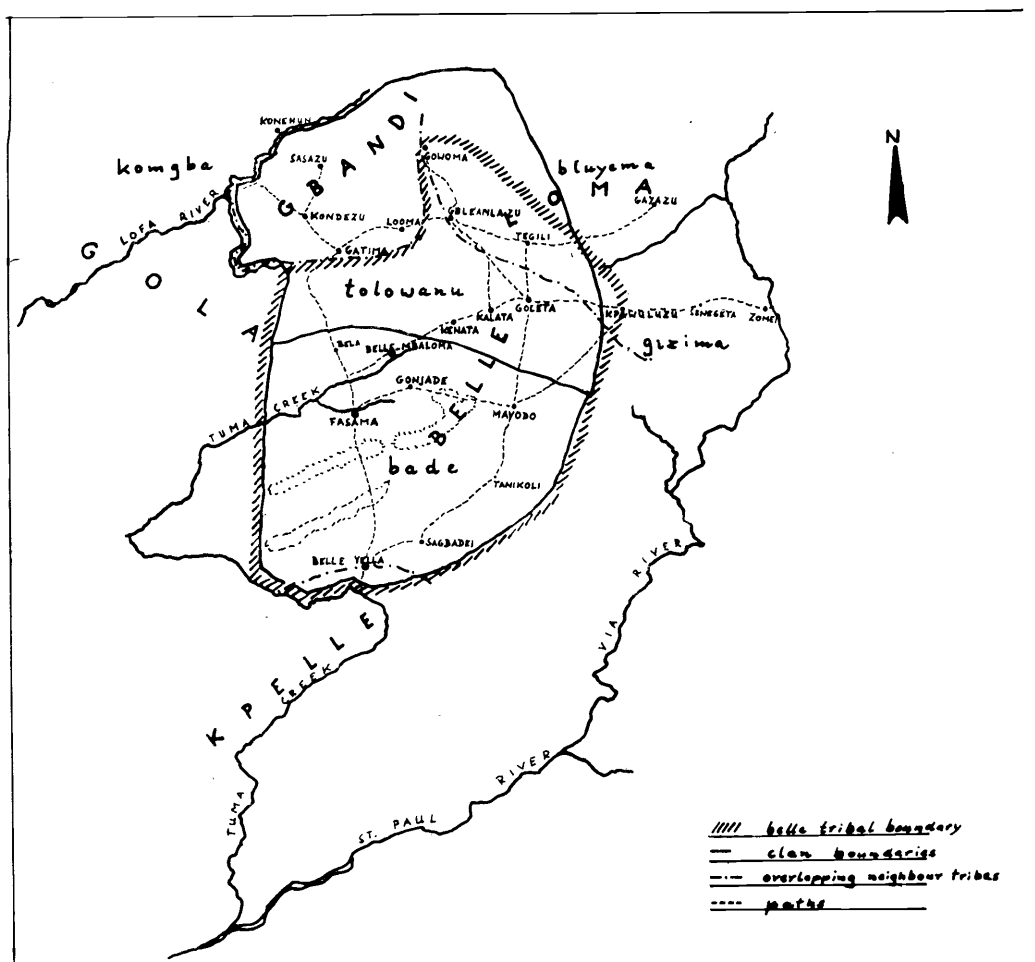 N
KONEHUN
komgba
SASAZU
GBANDI
GOWOMA
bluyema
LOMA
GAZAZU
GOLA
LOFA RIVER
KONDEZU
LOOMA
BLEANLAIZU
TEGILI
GATIMA
tolowanu
KALATA
GOLETA
SENEGETA
ZOMEI
KENATA
gizima
BELA
BELLE MBALOMA
BELLE
GONJADE
TUMA CREEK
FASAMA
MAYODO
bade
TANIKOLI
SAGBADEI
BELLE YELLA
VIA RIVER
KPELLE
TUMA CREEK
ST. PAUL RIVER
belle tribal boundary
clan boundaries
overlapping neighbour tribes
paths